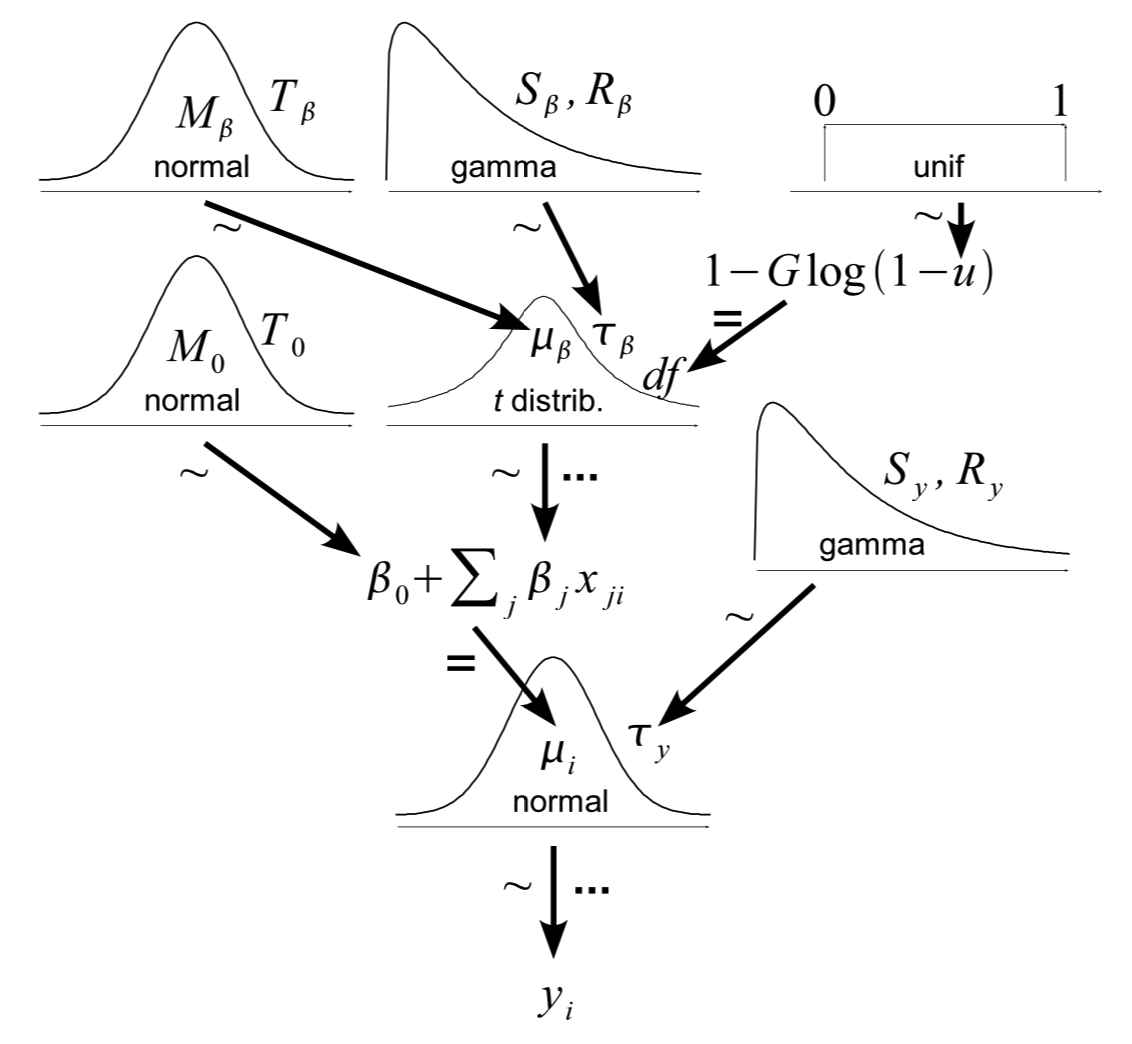 M_β T_β
normal
S_β, R_β
gamma
0 1
unif
~ ~ ~
1−G log(1−u)
=
M_0 T_0
normal
μ_β τ_β df
t distrib.
~ ~ ...
S_y, R_y
gamma
β_0+∑_j β_j x_ji
~
=
μ_i τ_y
normal
~ ...
y_i